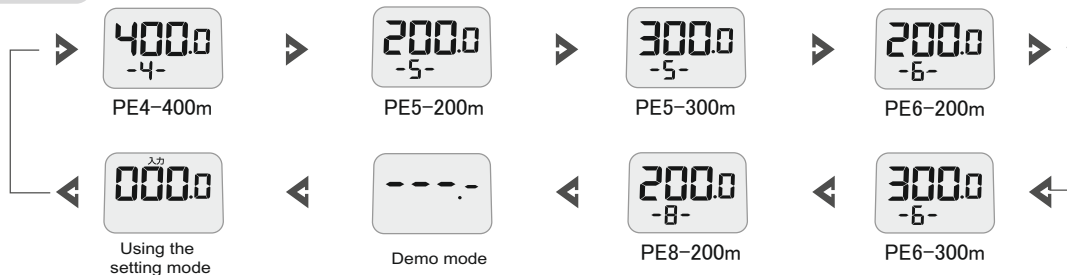 400.0
-4-
PE4-400m
200.0
-5-
PE5-200m
300.0
-5-
PE5-300m
200.0
-6-
PE6-200m
入力
000.0
Using the
setting mode
---.-
Demo mode
200.0
-8-
PE8-200m
300.0
-6-
PE6-300m